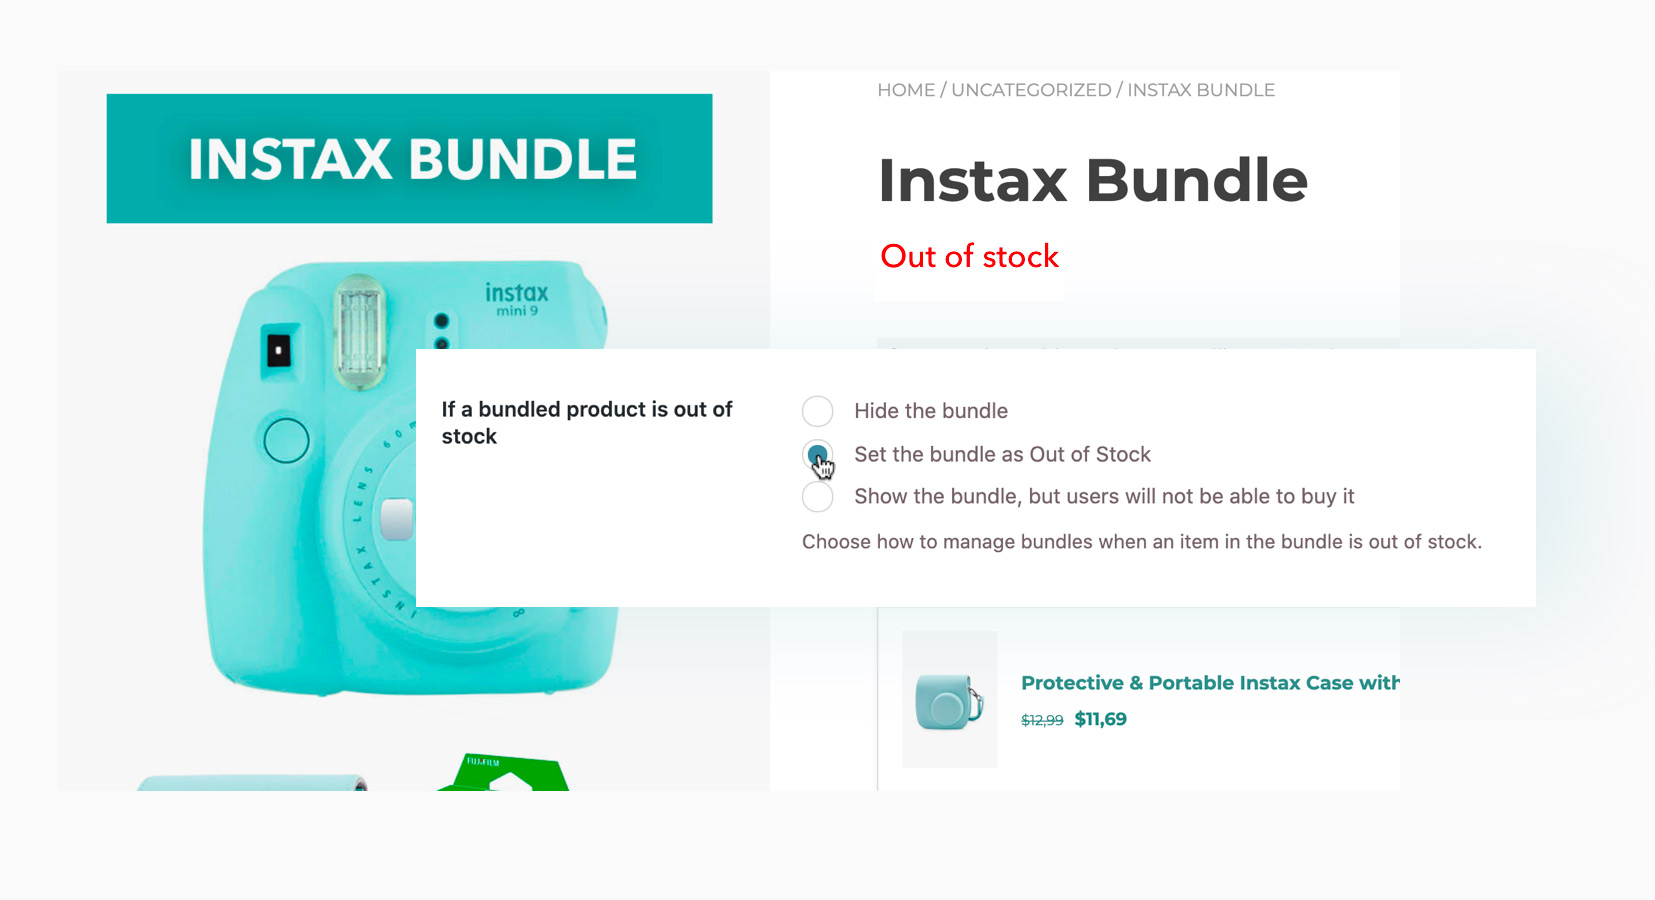 INSTAX BUNDLE
instax
mini 9
INSTAX LENS 60m
8
FUJIFILM
HOME / UNCATEGORIZED / INSTAX BUNDLE
Instax Bundle
Out of stock
If a bundled product is out of
stock
Hide the bundle
Set the bundle as Out of Stock
Show the bundle, but users will not be able to buy it
Choose how to manage bundles when an item in the bundle is out of stock.
Protective & Portable Instax Case with
$12,99 $11,69